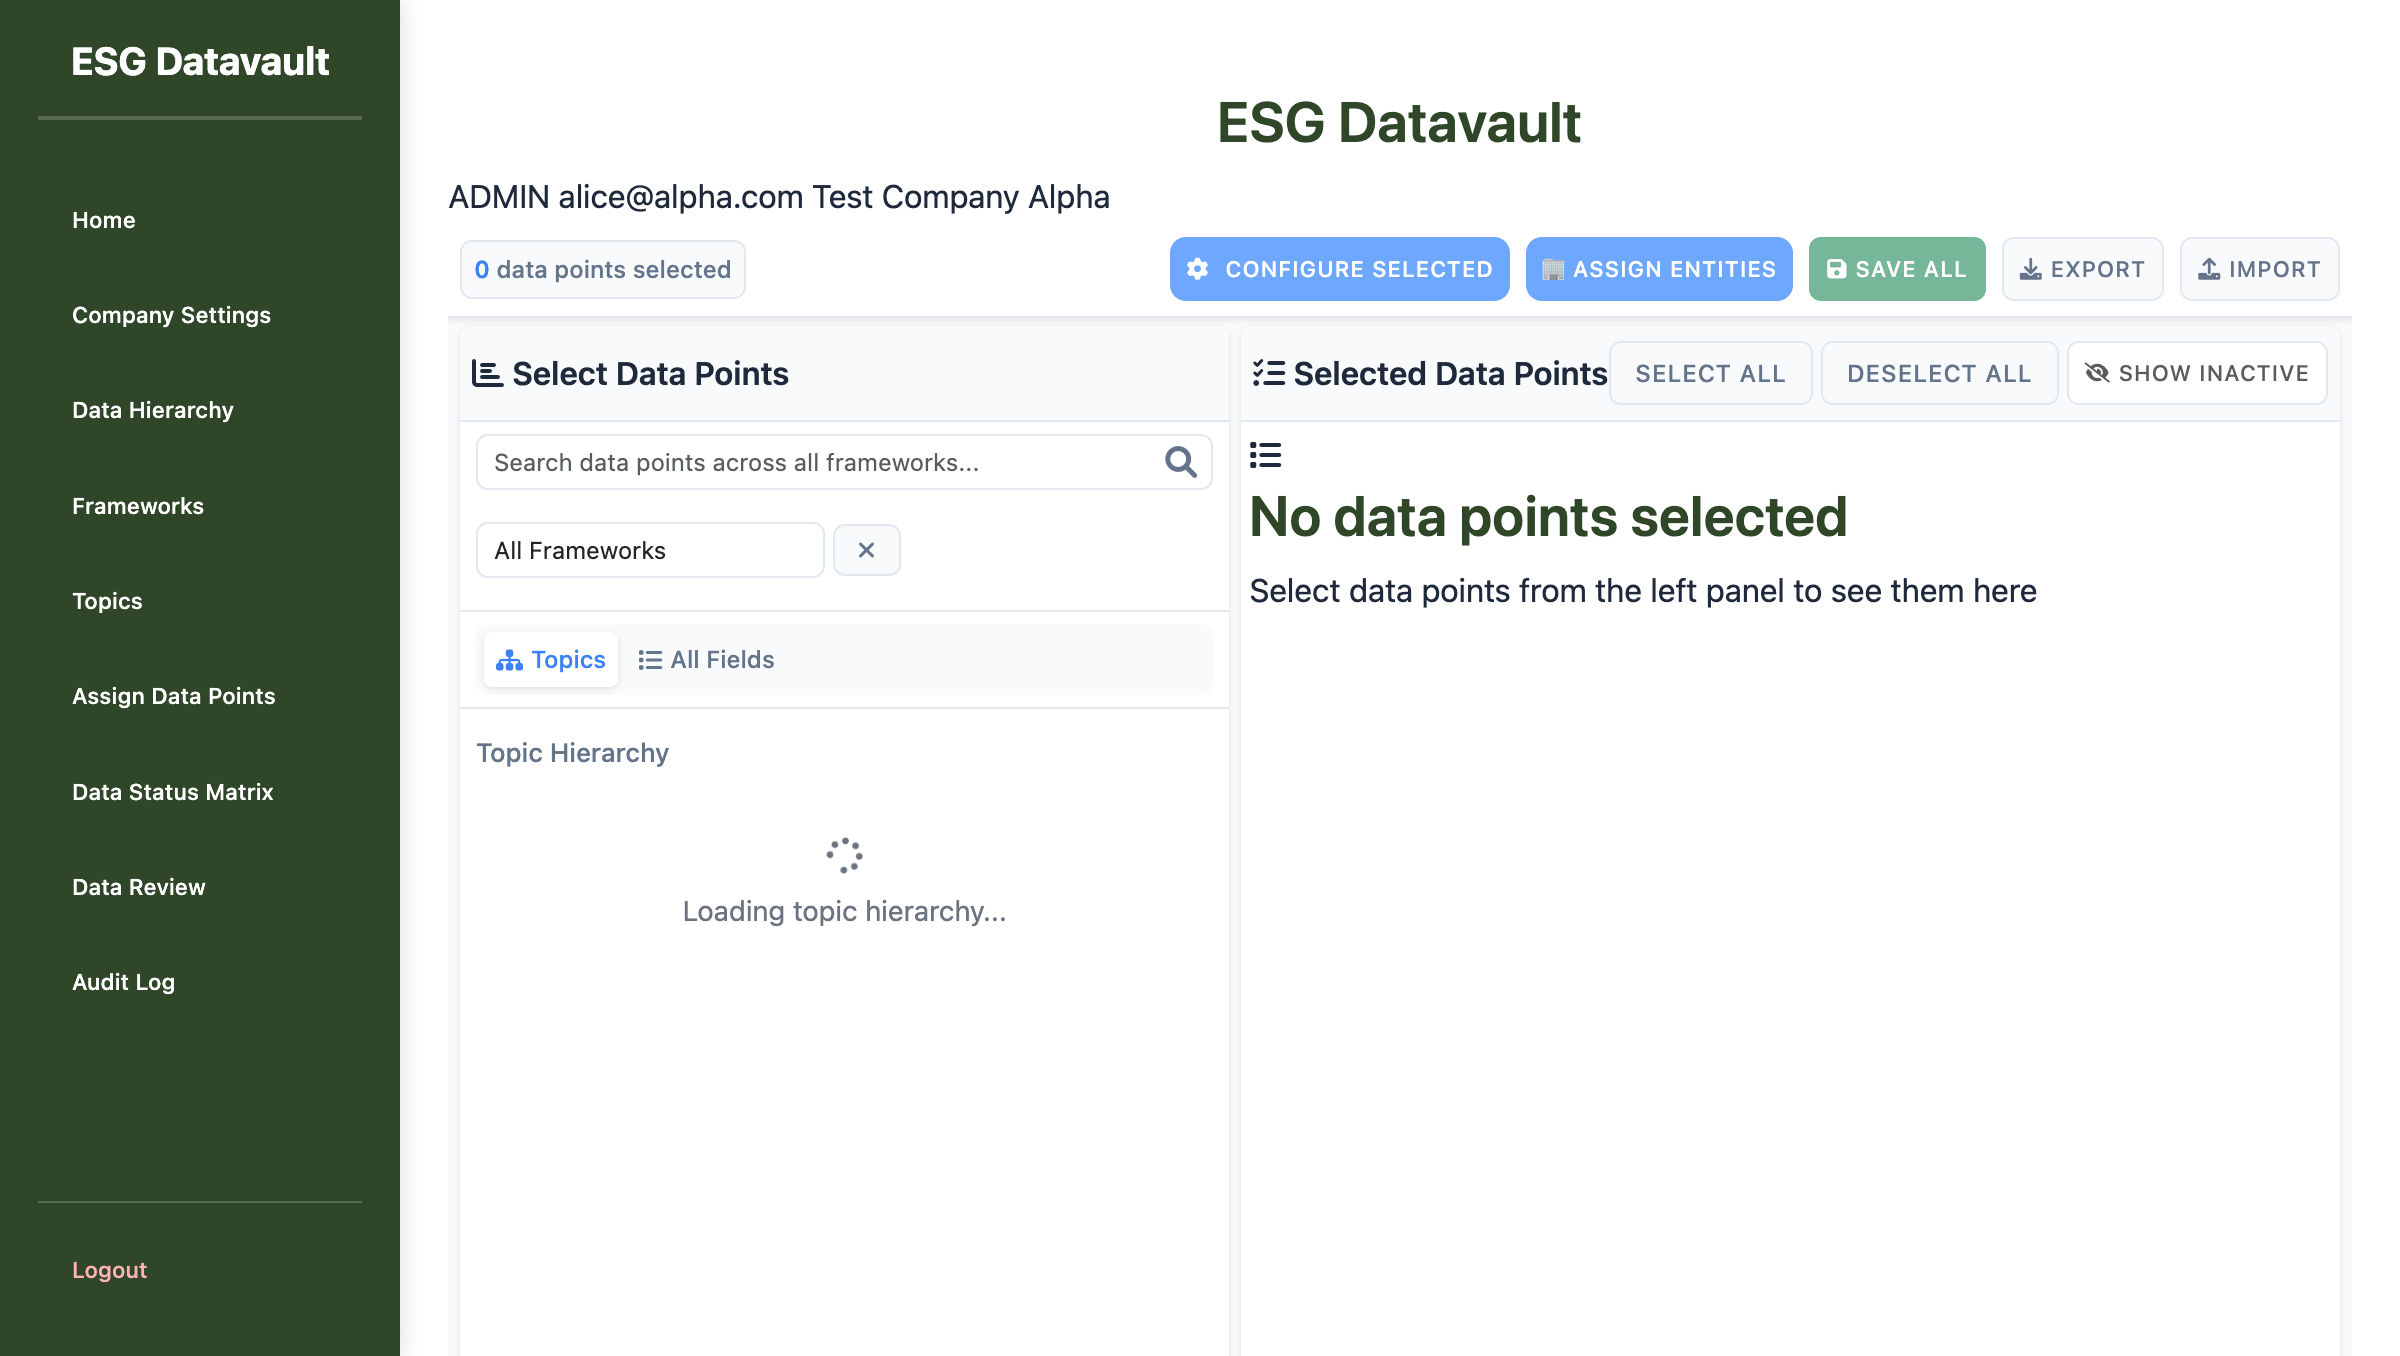 ESG Datavault
Home
Company Settings
Data Hierarchy
Frameworks
Topics
Assign Data Points
Data Status Matrix
Data Review
Audit Log
Logout
ESG Datavault
ADMIN alice@alpha.com Test Company Alpha
0 data points selected
CONFIGURE SELECTED
ASSIGN ENTITIES
SAVE ALL
EXPORT
IMPORT
Select Data Points
Search data points across all frameworks...
All Frameworks
Topics
All Fields
Topic Hierarchy
Loading topic hierarchy...
Selected Data Points
SELECT ALL
DESELECT ALL
SHOW INACTIVE
No data points selected
Select data points from the left panel to see them here